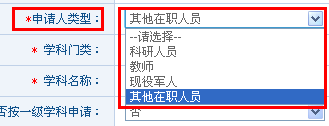 * 申请人类型： 其他在职人员
--请选择--
* 学科门类： 科研人员
教师
* 学科名称： 现役军人
其他在职人员
否按一级学科申请： 否